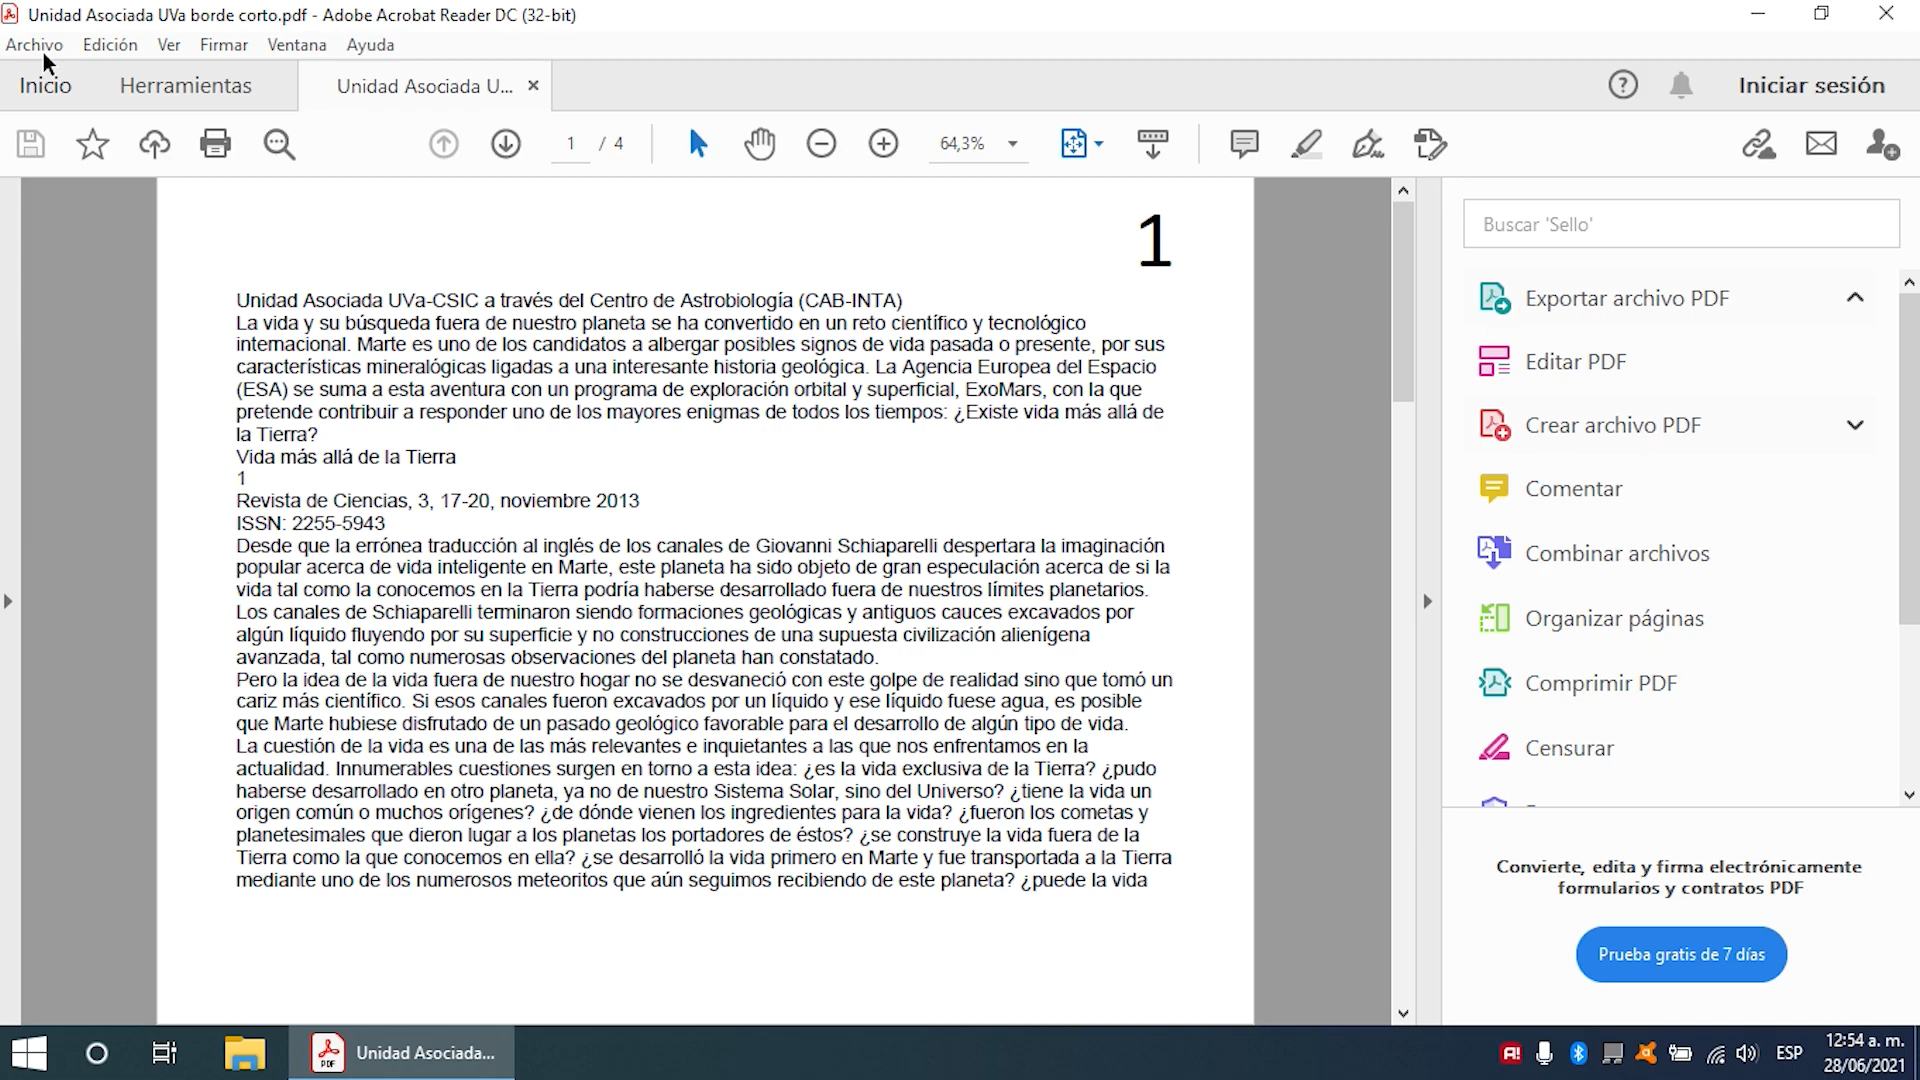 Unidad Asociada UVa borde corto.pdf - Adobe Acrobat Reader DC (32-bit)
Archivo Edición Ver Firmar Ventana Ayuda
Inicio Herramientas Unidad Asociada U... Iniciar sesión
1 / 4 64,3%
1
Unidad Asociada UVa-CSIC a través del Centro de Astrobiología (CAB-INTA)
La vida y su búsqueda fuera de nuestro planeta se ha convertido en un reto científico y tecnológico
internacional. Marte es uno de los candidatos a albergar posibles signos de vida pasada o presente, por sus
características mineralógicas ligadas a una interesante historia geológica. La Agencia Europea del Espacio
(ESA) se suma a esta aventura con un programa de exploración orbital y superficial, ExoMars, con la que
pretende contribuir a responder uno de los mayores enigmas de todos los tiempos: ¿Existe vida más allá de
la Tierra?
Vida más allá de la Tierra
1
Revista de Ciencias, 3, 17-20, noviembre 2013
ISSN: 2255-5943
Desde que la errónea traducción al inglés de los canales de Giovanni Schiaparelli despertara la imaginación
popular acerca de vida inteligente en Marte, este planeta ha sido objeto de gran especulación acerca de si la
vida tal como la conocemos en la Tierra podría haberse desarrollado fuera de nuestros límites planetarios.
Los canales de Schiaparelli terminaron siendo formaciones geológicas y antiguos cauces excavados por
algún líquido fluyendo por su superficie y no construcciones de una supuesta civilización alienígena
avanzada, tal como numerosas observaciones del planeta han constatado.
Pero la idea de la vida fuera de nuestro hogar no se desvaneció con este golpe de realidad sino que tomó un
cariz más científico. Si esos canales fueron excavados por un líquido y ese líquido fuese agua, es posible
que Marte hubiese disfrutado de un pasado geológico favorable para el desarrollo de algún tipo de vida.
La cuestión de la vida es una de las más relevantes e inquietantes a las que nos enfrentamos en la
actualidad. Innumerables cuestiones surgen en torno a esta idea: ¿es la vida exclusiva de la Tierra? ¿pudo
haberse desarrollado en otro planeta, ya no de nuestro Sistema Solar, sino del Universo? ¿tiene la vida un
origen común o muchos orígenes? ¿de dónde vienen los ingredientes para la vida? ¿fueron los cometas y
planetesimales que dieron lugar a los planetas los portadores de éstos? ¿se construye la vida fuera de la
Tierra como la que conocemos en ella? ¿se desarrolló la vida primero en Marte y fue transportada a la Tierra
mediante uno de los numerosos meteoritos que aún seguimos recibiendo de este planeta? ¿puede la vida
Buscar 'Sello'
Exportar archivo PDF
Editar PDF
Crear archivo PDF
Comentar
Combinar archivos
Organizar páginas
Comprimir PDF
Censurar
Convierte, edita y firma electrónicamente
formularios y contratos PDF
Prueba gratis de 7 días
Unidad Asociada...
ESP
12:54 a. m.
28/06/2021